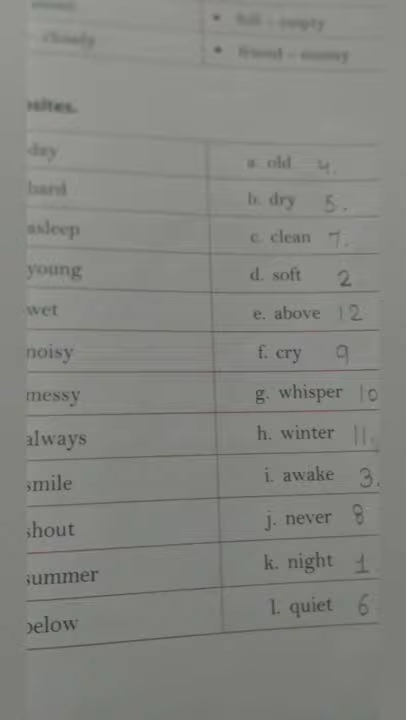 cloudy
full – empty
friend – enemy
day a. old 4.
hard b. dry 5.
asleep c. clean 7.
young d. soft 2
wet e. above 12
noisy f. cry 9
messy g. whisper 10
always h. winter 11.
smile i. awake 3.
shout j. never 8
summer k. night 1
below l. quiet 6